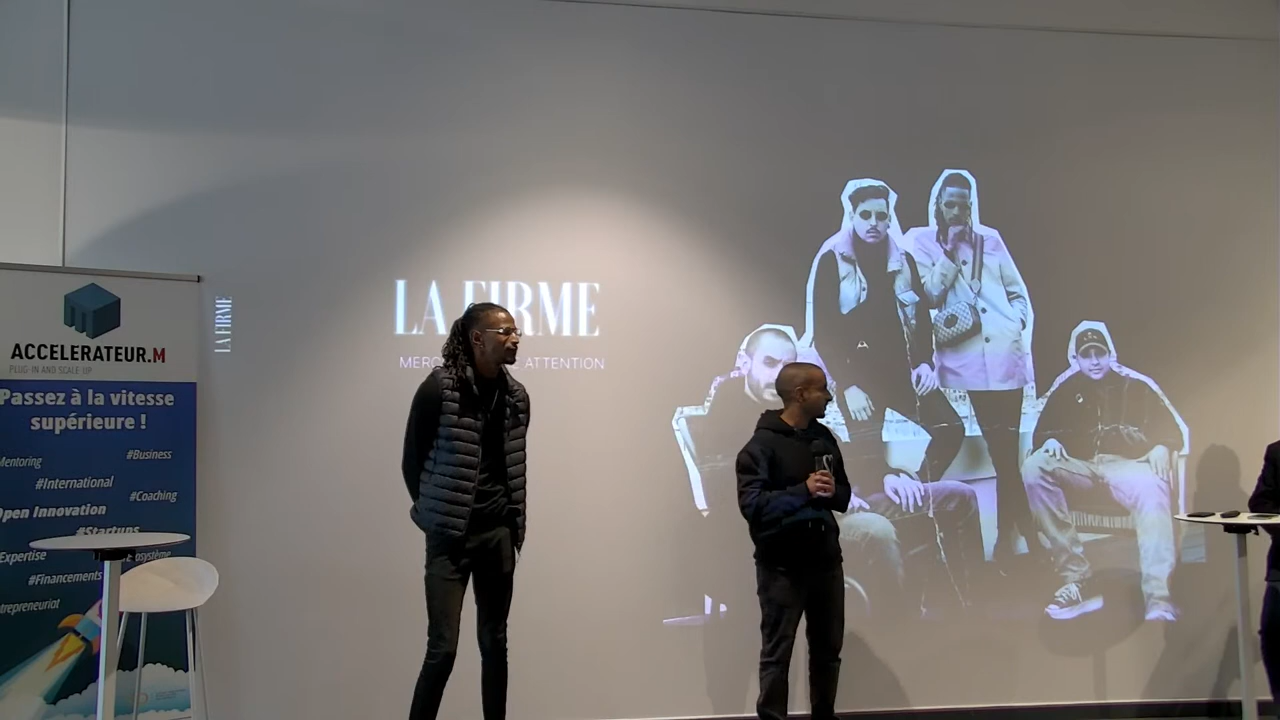 LA FIRME
ACCELERATEUR.M
PLUG-IN AND SCALE UP
Passez à la vitesse
supérieure !
Mentoring
#Business
#International
#Coaching
Open Innovation
#Startups
Expertise
#Financements
LA FIRME
ATTENTION